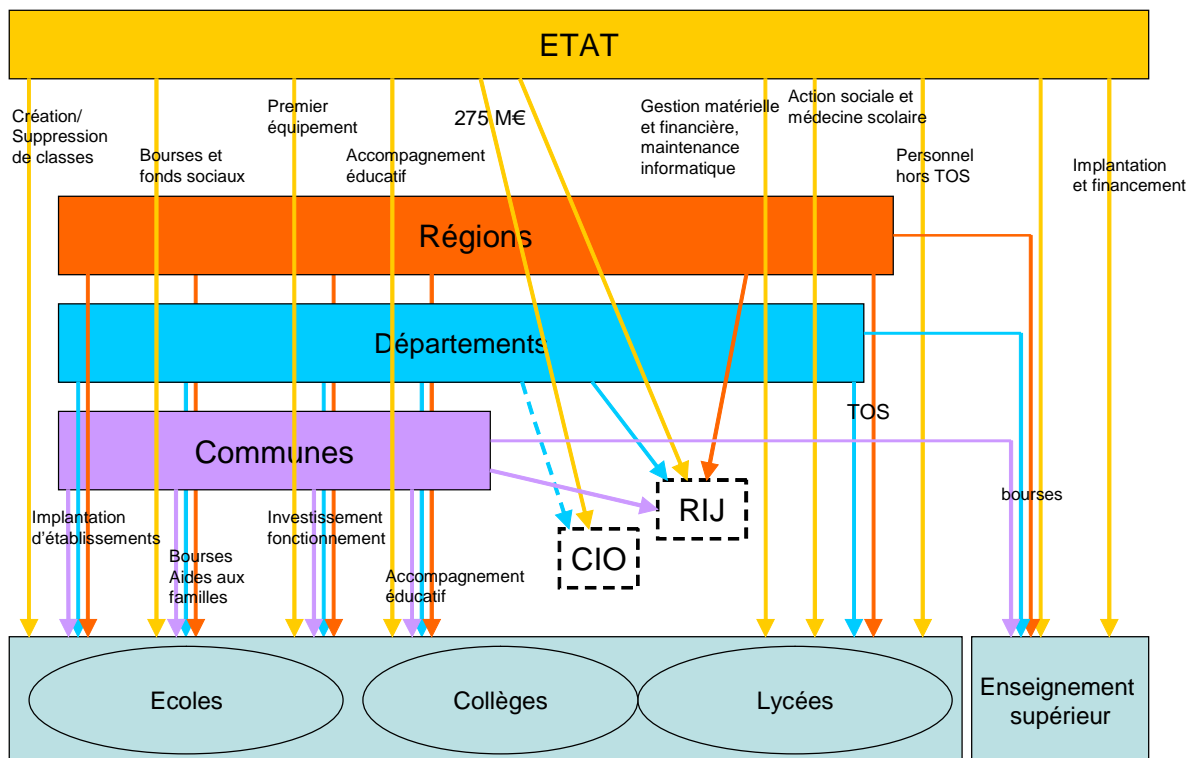 ETAT
Création/
Suppression
de classes
Bourses et
fonds sociaux
Premier
équipement
Accompagnement
éducatif
275 M€
Gestion matérielle
et financière,
maintenance
informatique
Action sociale et
médecine scolaire
Personnel
hors TOS
Implantation
et financement
Régions
Départements
TOS
Communes
RIJ
bourses
CIO
Implantation
d'établissements
Bourses
Aides aux
familles
Investissement
fonctionnement
Accompagnement
éducatif
Ecoles
Collèges
Lycées
Enseignement
supérieur